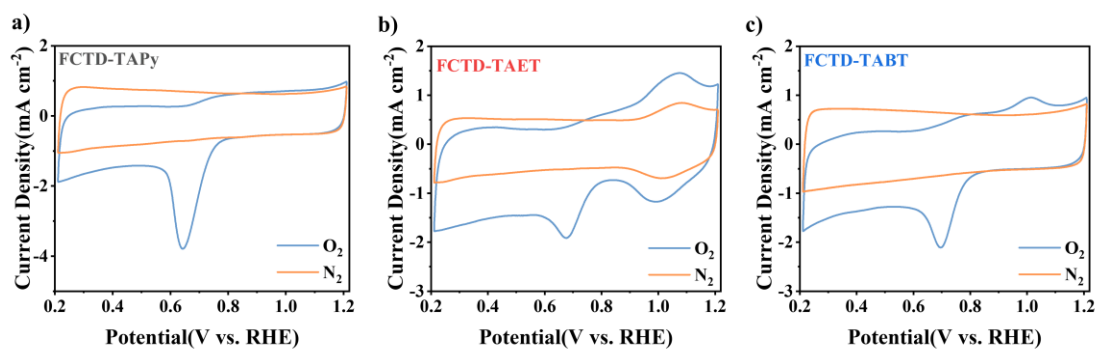 a)
FCTD-TAPy
Current Density(mA cm⁻²)
2
0
-2
-4
O₂
N₂
0.2 0.4 0.6 0.8 1.0 1.2
Potential(V vs. RHE)
b)
FCTD-TAET
Current Density(mA cm⁻²)
2
1
0
-1
-2
-3
O₂
N₂
0.2 0.4 0.6 0.8 1.0 1.2
Potential(V vs. RHE)
c)
FCTD-TABT
Current Density(mA cm⁻²)
2
1
0
-1
-2
-3
O₂
N₂
0.2 0.4 0.6 0.8 1.0 1.2
Potential(V vs. RHE)